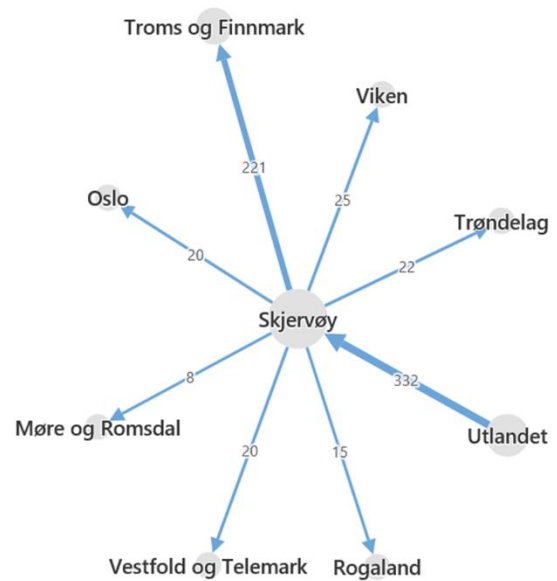 Troms og Finnmark
Viken
221
Oslo
25
Trøndelag
20
22
Skjervøy
8
332
Møre og Romsdal
Utlandet
20
15
Vestfold og Telemark
Rogaland